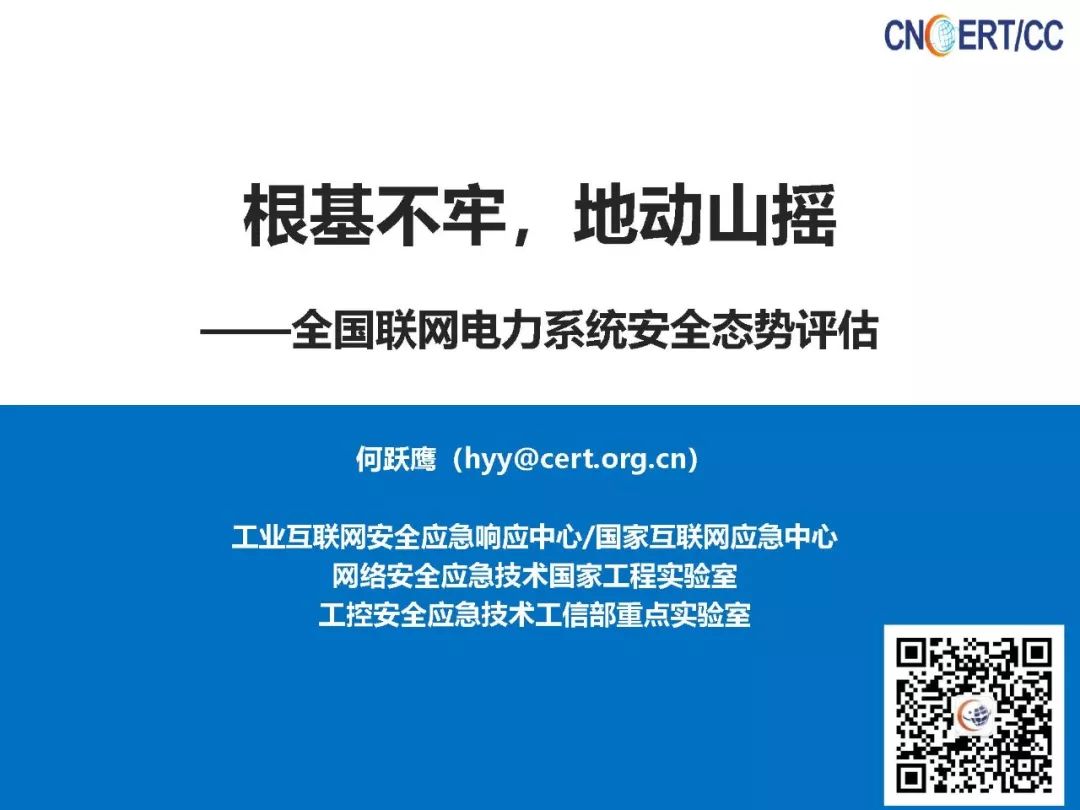 CNCERT/CC
根基不牢，地动山摇
——全国联网电力系统安全态势评估
何跃鹰（hyy@cert.org.cn）
工业互联网安全应急响应中心/国家互联网应急中心
网络安全应急技术国家工程实验室
工控安全应急技术工信部重点实验室